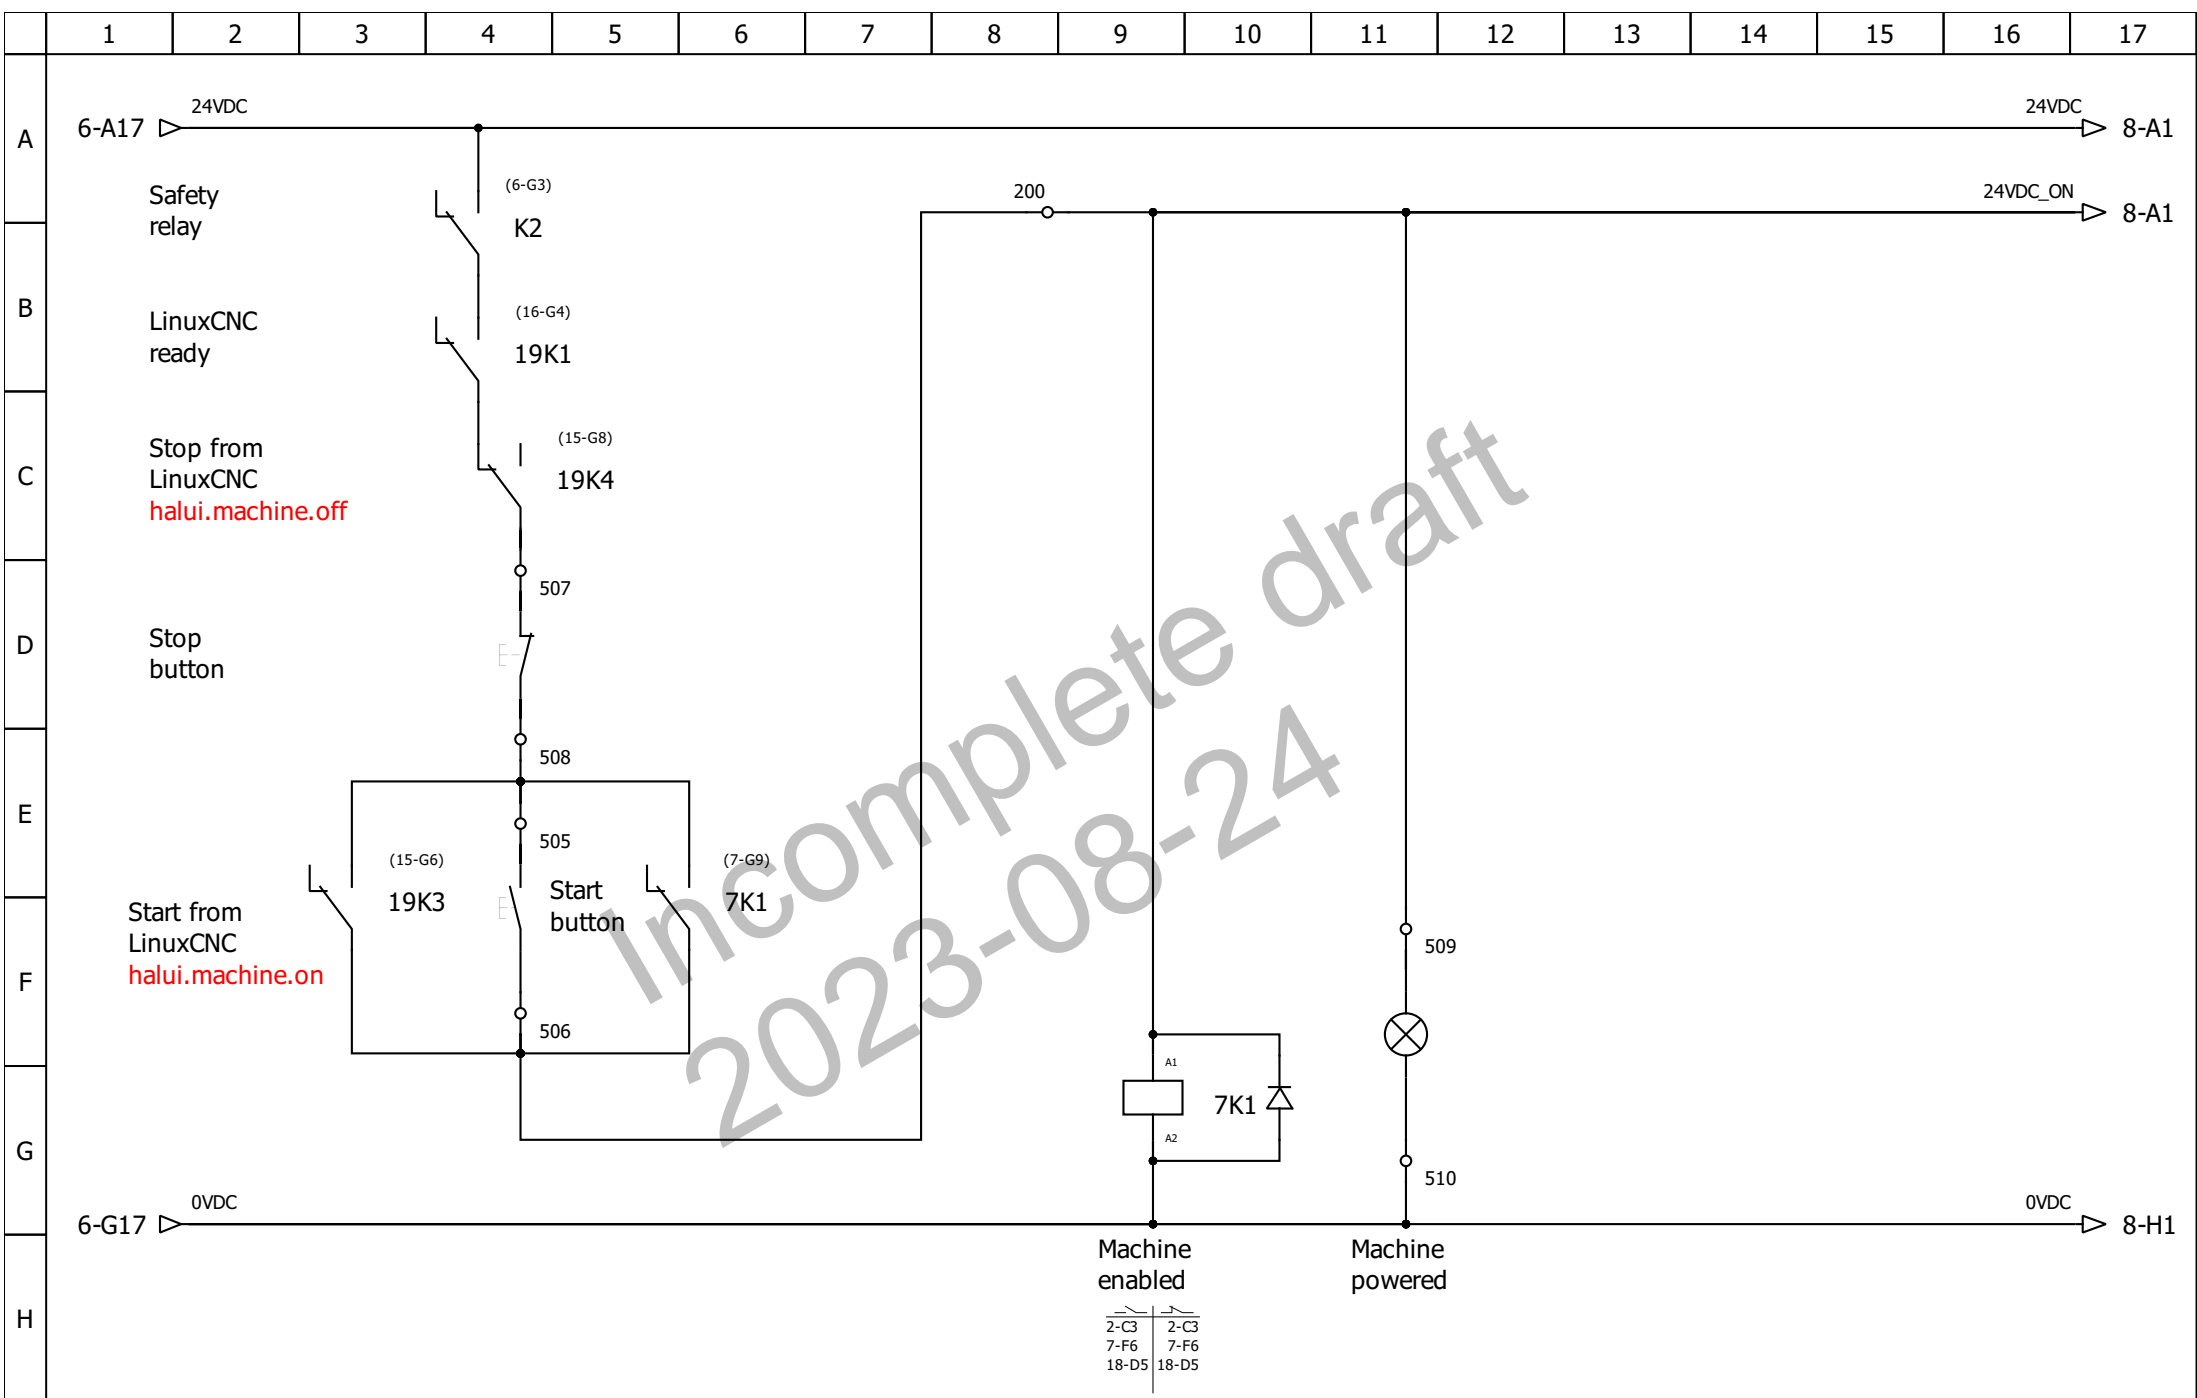 1 2 3 4 5 6 7 8 9 10 11 12 13 14 15 16 17
A
B
C
D
E
F
G
H
6-A17
24VDC
24VDC
8-A1
Safety
relay
(6-G3)
K2
200
24VDC_ON
8-A1
LinuxCNC
ready
(16-G4)
19K1
Stop from
LinuxCNC
halui.machine.off
(15-G8)
19K4
507
Stop
button
508
505
(15-G6)
19K3
Start
button
(7-G9)
7K1
Start from
LinuxCNC
halui.machine.on
506
509
A1
7K1
A2
510
6-G17
0VDC
0VDC
8-H1
Machine
enabled
Machine
powered
2-C3 2-C3
7-F6 7-F6
18-D5 18-D5
Incomplete draft
2023-08-24